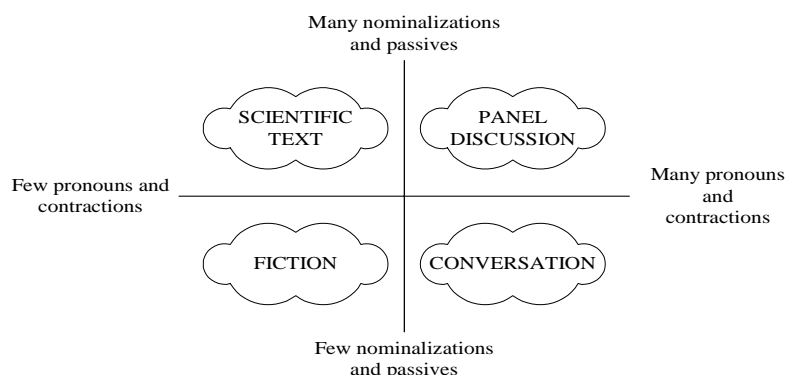 Many nominalizations
and passives
SCIENTIFIC
TEXT
PANEL
DISCUSSION
Few pronouns and
contractions
Many pronouns
and
contractions
FICTION
CONVERSATION
Few nominalizations
and passives